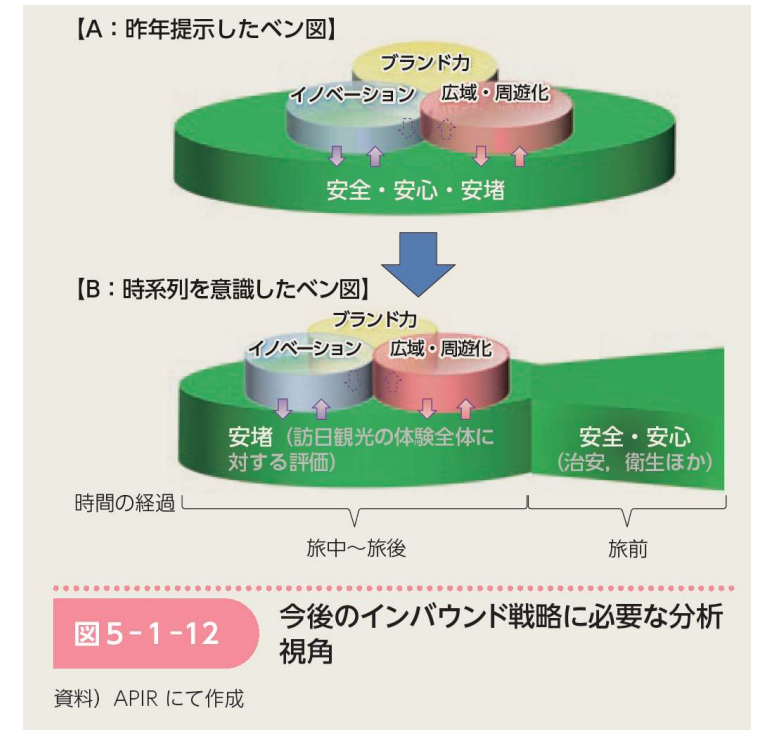 【A：昨年提示したベン図】
ブランド力
イノベーション
広域・周遊化
安全・安心・安堵
【B：時系列を意識したベン図】
ブランド力
イノベーション
広域・周遊化
安堵（訪日観光の体験全体に
対する評価）
安全・安心
（治安，衛生ほか）
時間の経過
旅中～旅後
旅前
図5-1-12
今後のインバウンド戦略に必要な分析
視角
資料）APIR にて作成